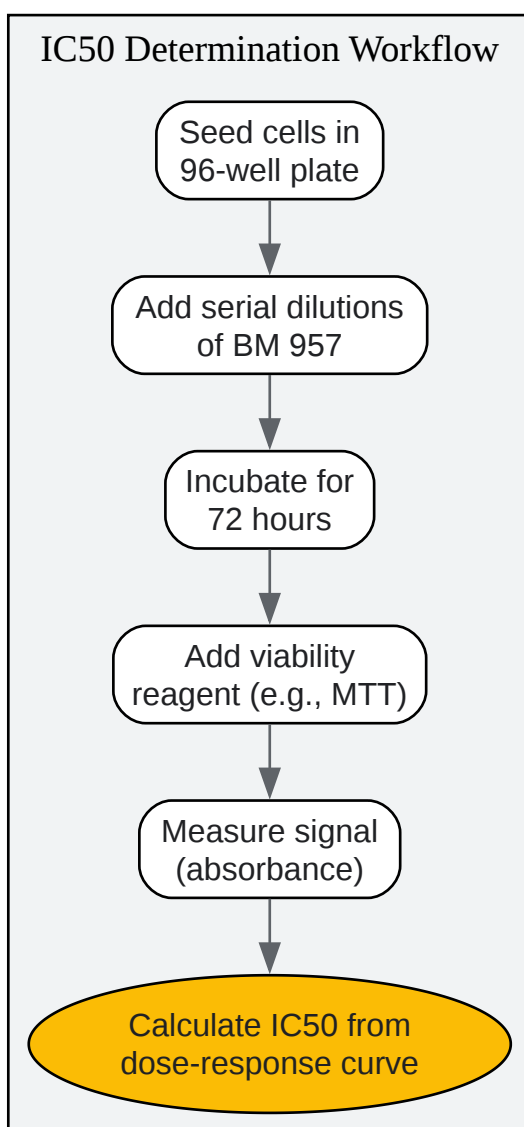 IC50 Determination Workflow
Seed cells in
96-well plate
Add serial dilutions
of BM 957
Incubate for
72 hours
Add viability
reagent (e.g., MTT)
Measure signal
(absorbance)
Calculate IC50 from
dose-response curve